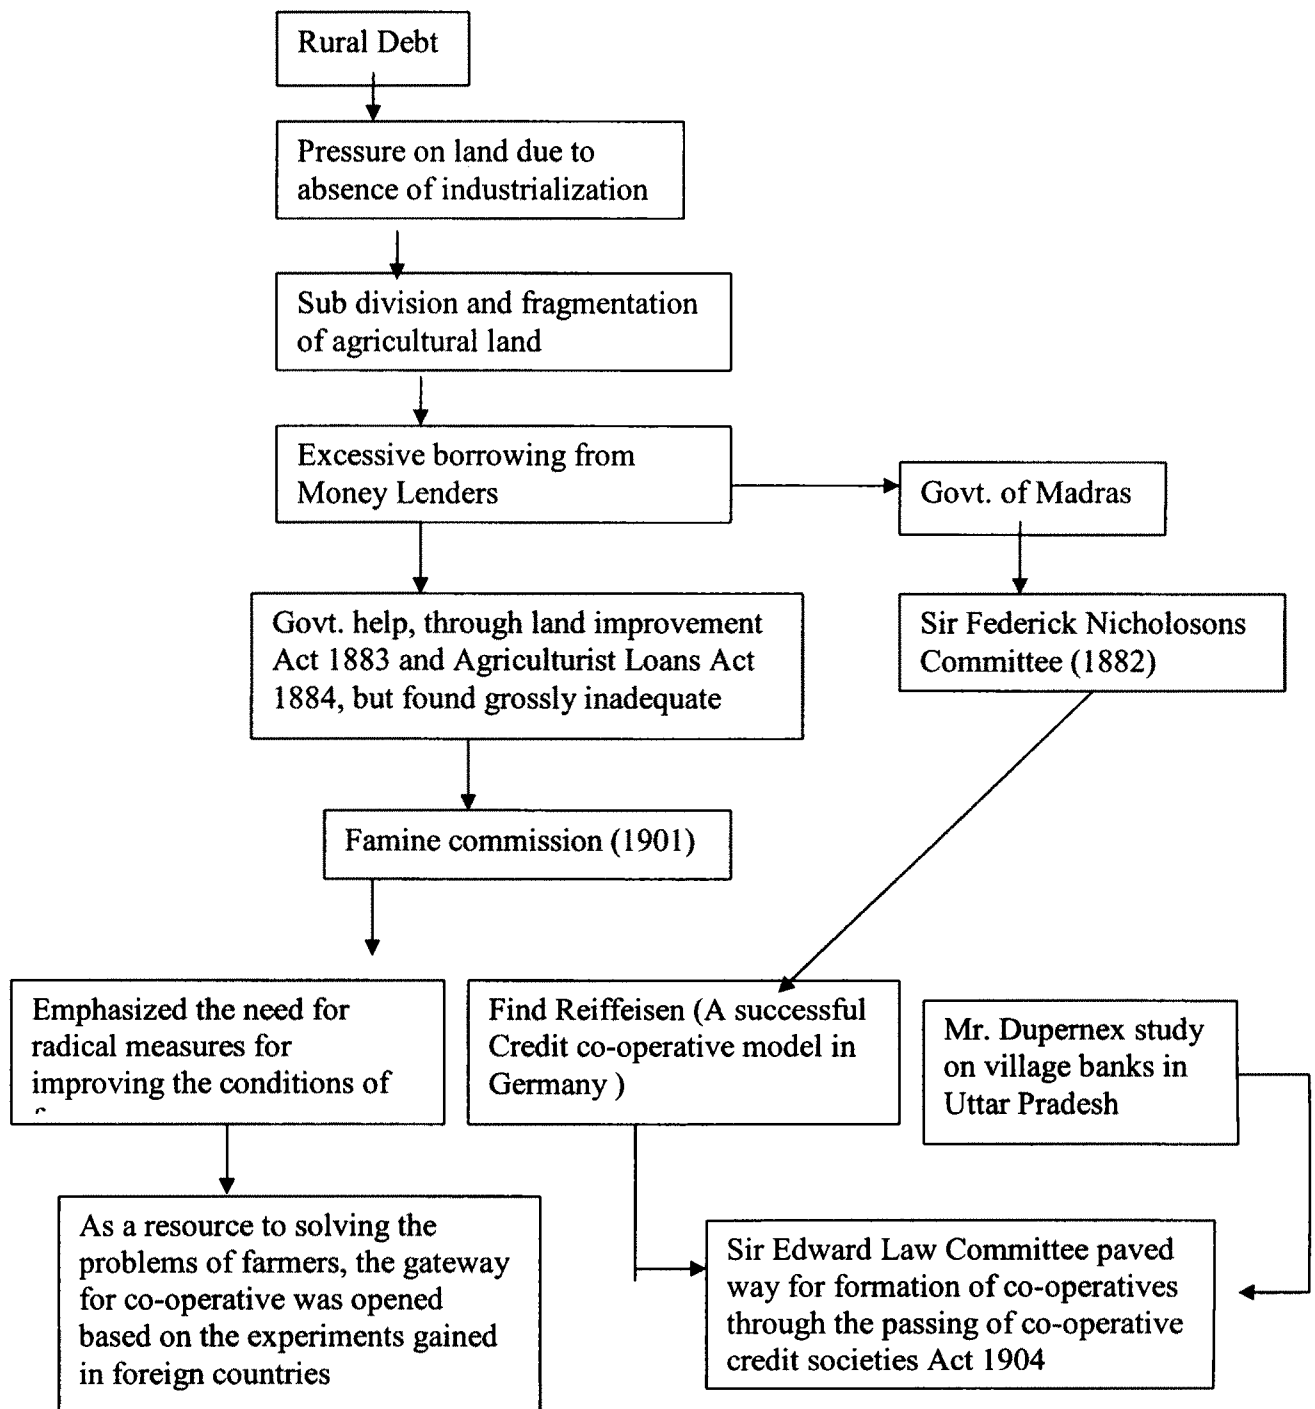 Rural Debt
Pressure on land due to
absence of industrialization
Sub division and fragmentation
of agricultural land
Excessive borrowing from
Money Lenders
Govt. of Madras
Govt. help, through land improvement
Act 1883 and Agriculturist Loans Act
1884, but found grossly inadequate
Sir Federick Nicholosons
Committee (1882)
Famine commission (1901)
Emphasized the need for
radical measures for
improving the conditions of
Find Reiffeisen (A successful
Credit co-operative model in
Germany )
Mr. Dupernex study
on village banks in
Uttar Pradesh
As a resource to solving the
problems of farmers, the gateway
for co-operative was opened
based on the experiments gained
in foreign countries
Sir Edward Law Committee paved
way for formation of co-operatives
through the passing of co-operative
credit societies Act 1904